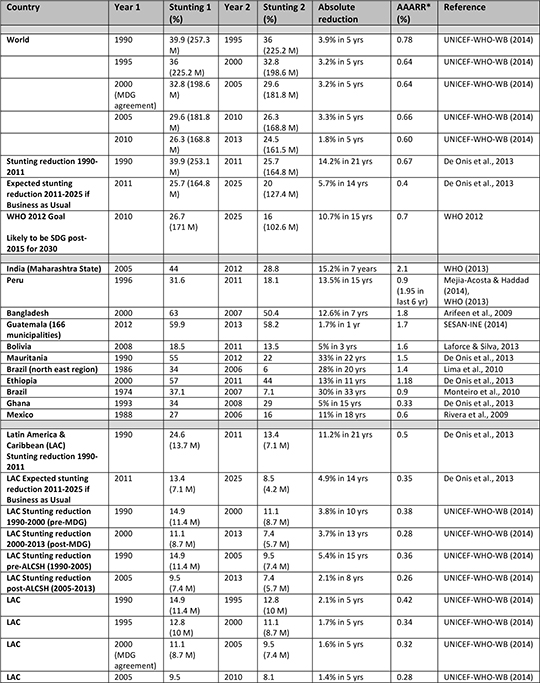 Country Year 1 Stunting 1 (%) Year 2 Stunting 2 (%) Absolute reduction AAARR* (%) Reference
World 1990 39.9 (257.3 M) 1995 36 (225.2 M) 3.9% in 5 yrs 0.78 UNICEF-WHO-WB (2014)
1995 36 (225.2 M) 2000 32.8 (198.6 M) 3.2% in 5 yrs 0.64 UNICEF-WHO-WB (2014)
2000 (MDG agreement) 32.8 (198.6 M) 2005 29.6 (181.8 M) 3.2% in 5 yrs 0.64 UNICEF-WHO-WB (2014)
2005 29.6 (181.8 M) 2010 26.3 (168.8 M) 3.3% in 5 yrs 0.66 UNICEF-WHO-WB (2014)
2010 26.3 (168.8 M) 2013 24.5 (161.5 M) 1.8% in 5 yrs 0.60 UNICEF-WHO-WB (2014)
Stunting reduction 1990-2011 1990 39.9 (253.1 M) 2011 25.7 (164.8 M) 14.2% in 21 yrs 0.67 De Onis et al., 2013
Expected stunting reduction 2011-2025 if Business as Usual 2011 25.7 (164.8 M) 2025 20 (127.4 M) 5.7% in 14 yrs 0.4 De Onis et al., 2013
WHO 2012 Goal Likely to be SDG post-2015 for 2030 2010 26.7 (171 M) 2025 16 (102.6 M) 10.7% in 15 yrs 0.7 WHO 2012
India (Maharashtra State) 2005 44 2012 28.8 15.2% in 7 years 2.1 WHO (2013)
Peru 1996 31.6 2011 18.1 13.5% in 15 yrs 0.9 (1.95 in last 6 yr) Mejia-Acosta & Haddad (2014), WHO (2013)
Bangladesh 2000 63 2007 50.4 12.6% in 7 yrs 1.8 Arifeen et al., 2009
Guatemala (166 municipalities) 2012 59.9 2013 58.2 1.7% in 1 yr 1.7 SESAN-INE (2014)
Bolivia 2008 18.5 2011 13.5 5% in 3 yrs 1.6 Laforce & Silva, 2013
Mauritania 1990 55 2012 22 33% in 22 yrs 1.5 De Onis et al., 2013
Brazil (north east region) 1986 34 2006 6 28% in 20 yrs 1.4 Lima et al., 2010
Ethiopia 2000 57 2011 44 13% in 11 yrs 1.18 De Onis et al., 2013
Brazil 1974 37.1 2007 7.1 30% in 33 yrs 0.9 Monteiro et al., 2010
Ghana 1993 34 2008 29 5% in 15 yrs 0.33 De Onis et al., 2013
Mexico 1988 27 2006 16 11% in 18 yrs 0.6 Rivera et al., 2009
Latin America & Caribbean (LAC) Stunting reduction 1990-2011 1990 24.6 (13.7 M) 2011 13.4 (7.1 M) 11.2% in 21 yrs 0.5 De Onis et al., 2013
LAC Expected stunting reduction 2011-2025 if Business as Usual 2011 13.4 (7.1 M) 2025 8.5 (4.2 M) 4.9% in 14 yrs 0.35 De Onis et al., 2013
LAC Stunting reduction 1990-2000 (pre-MDG) 1990 14.9 (11.4 M) 2000 11.1 (8.7 M) 3.8% in 10 yrs 0.38 UNICEF-WHO-WB (2014)
LAC Stunting reduction 2000-2013 (post-MDG) 2000 11.1 (8.7 M) 2013 7.4 (5.7 M) 3.7% in 13 yrs 0.28 UNICEF-WHO-WB (2014)
LAC Stunting reduction pre-ALCSH (1990-2005) 1990 14.9 (11.4 M) 2005 9.5 (7.4 M) 5.4% in 15 yrs 0.36 UNICEF-WHO-WB (2014)
LAC Stunting reduction post-ALCSH (2005-2013) 2005 9.5 (7.4 M) 2013 7.4 (5.7 M) 2.1% in 8 yrs 0.26 UNICEF-WHO-WB (2014)
LAC 1990 14.9 (11.4 M) 1995 12.8 (10 M) 2.1% in 5 yrs 0.42 UNICEF-WHO-WB (2014)
LAC 1995 12.8 (10 M) 2000 11.1 (8.7 M) 1.7% in 5 yrs 0.34 UNICEF-WHO-WB (2014)
LAC 2000 (MDG agreement) 11.1 (8.7 M) 2005 9.5 (7.4 M) 1.6% in 5 yrs 0.32 UNICEF-WHO-WB (2014)
LAC 2005 9.5 2010 8.1 1.4% in 5 yrs 0.28 UNICEF-WHO-WB (2014)